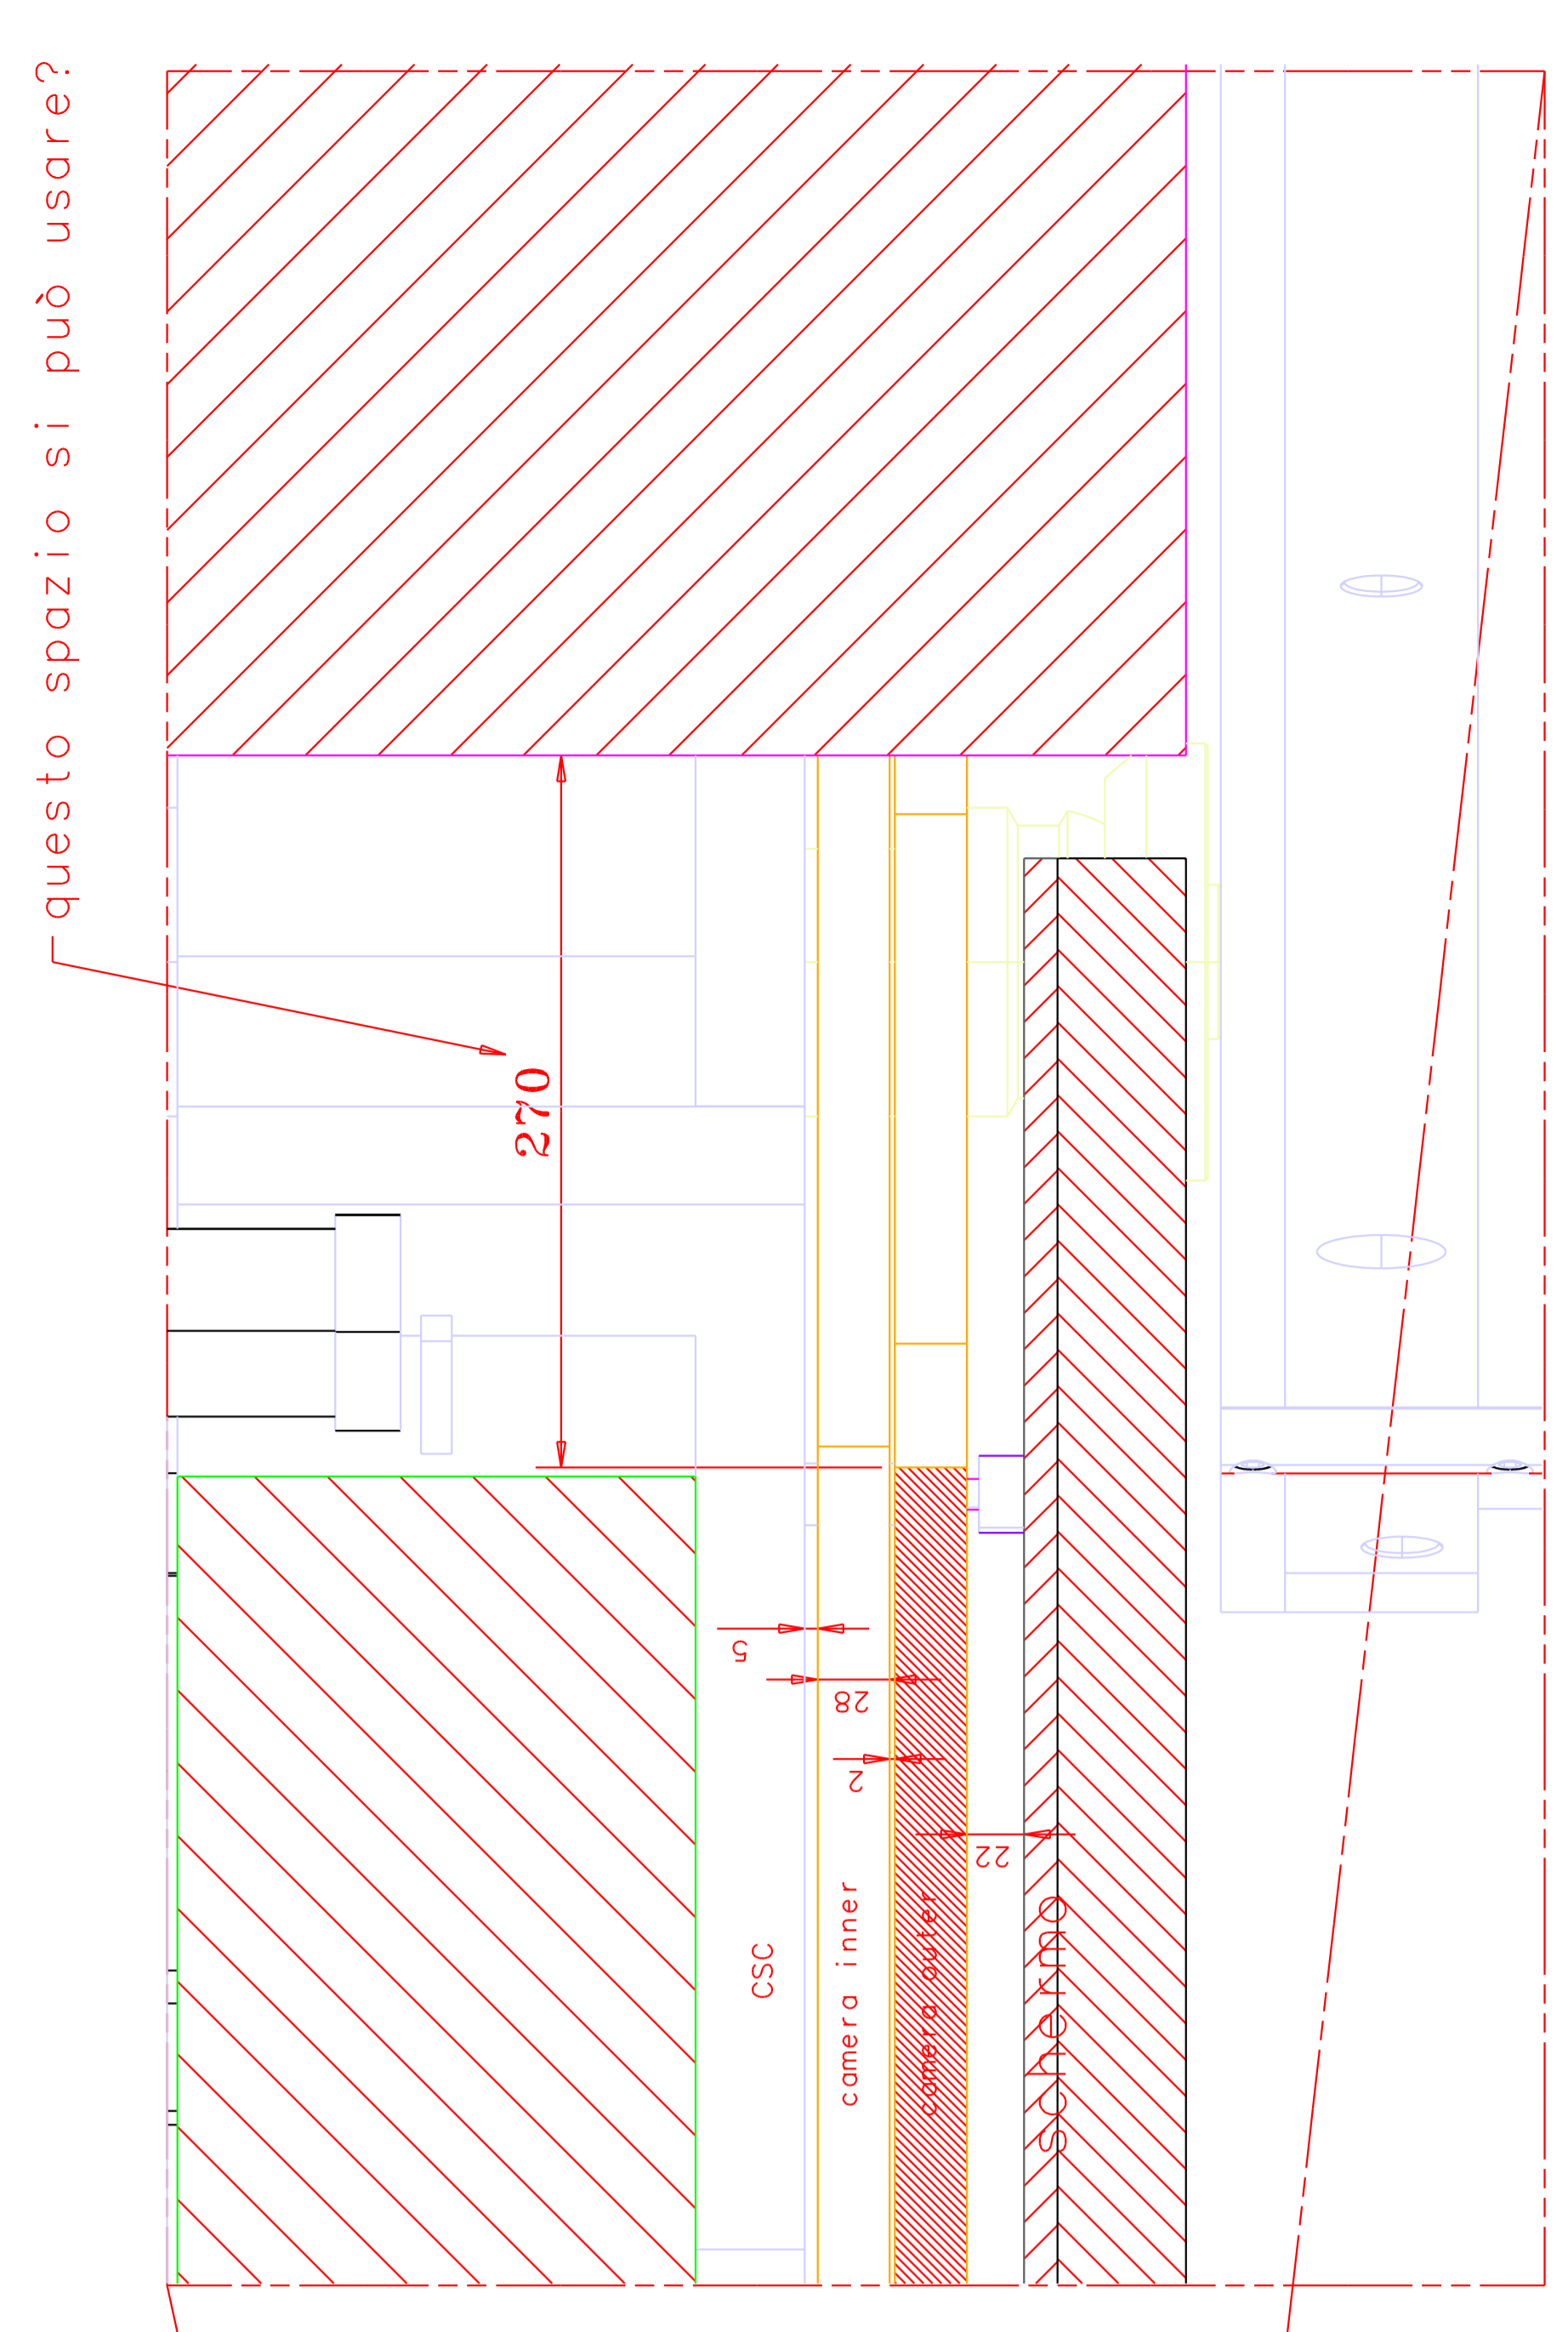 questo spazio si può usare?
270
5
28
2
22
CSC
camera inner
camera outer
schermo